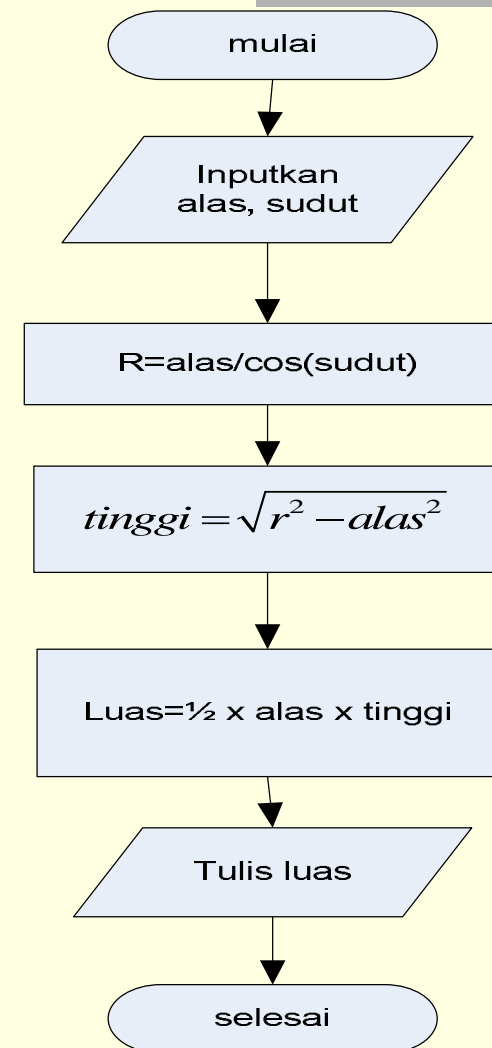 mulai
Inputkan
alas, sudut
R=alas/cos(sudut)
tinggi = √r² − alas²
Luas=½ x alas x tinggi
Tulis luas
selesai